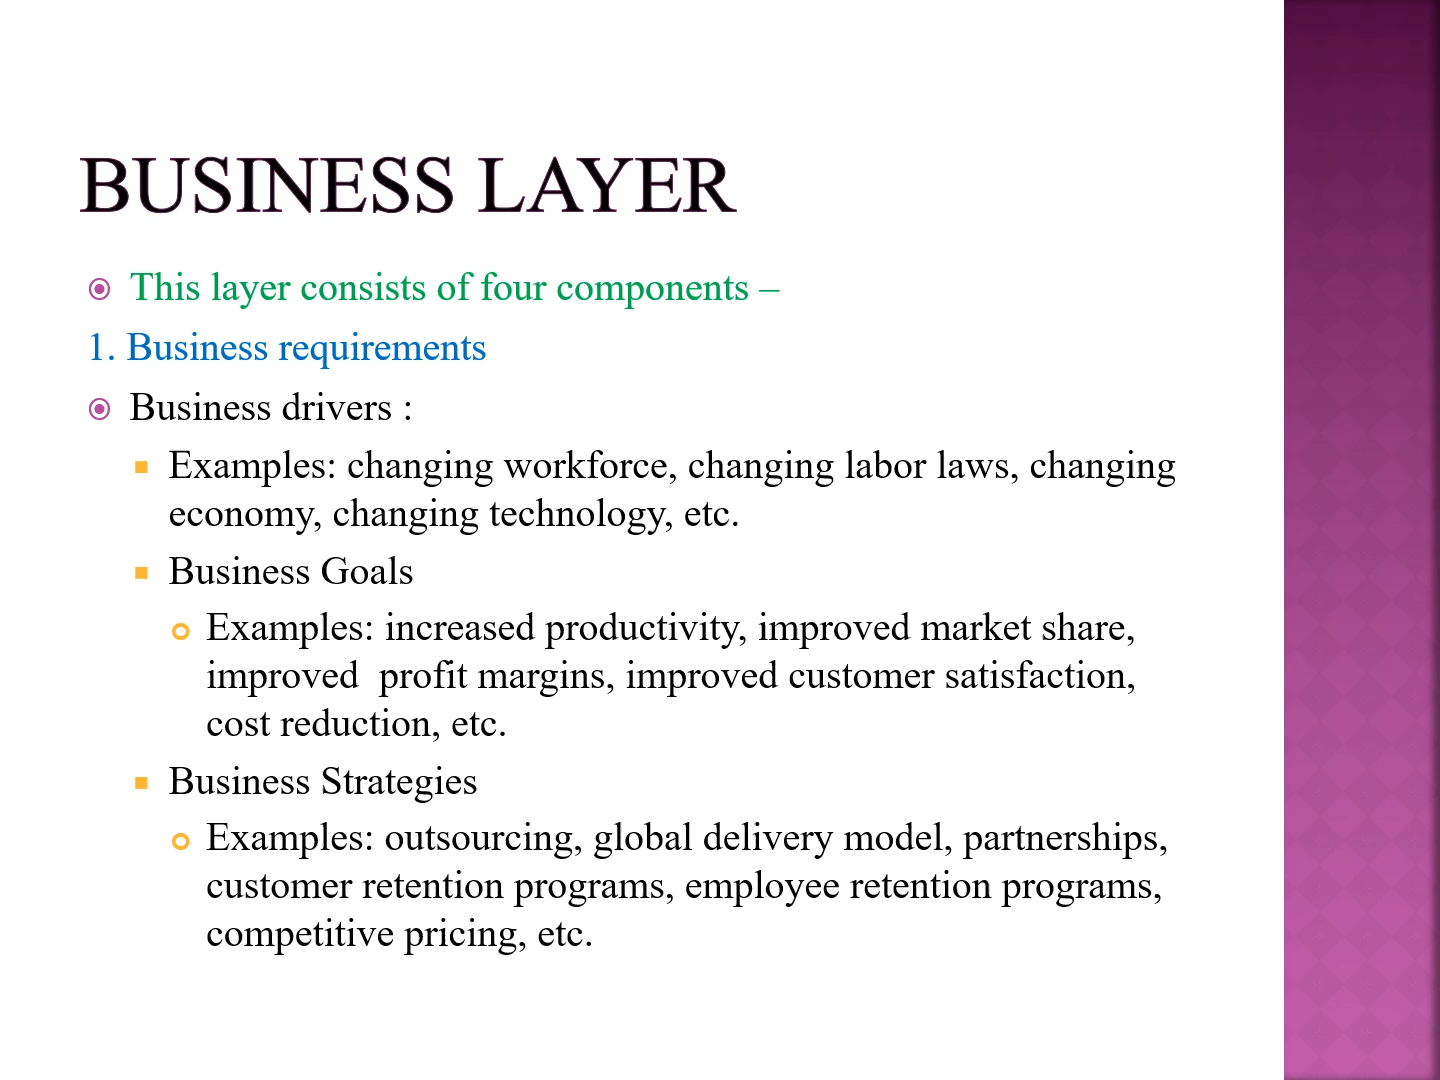 BUSINESS LAYER
This layer consists of four components –
1. Business requirements
Business drivers :
Examples: changing workforce, changing labor laws, changing
economy, changing technology, etc.
Business Goals
Examples: increased productivity, improved market share,
improved  profit margins, improved customer satisfaction,
cost reduction, etc.
Business Strategies
Examples: outsourcing, global delivery model, partnerships,
customer retention programs, employee retention programs,
competitive pricing, etc.